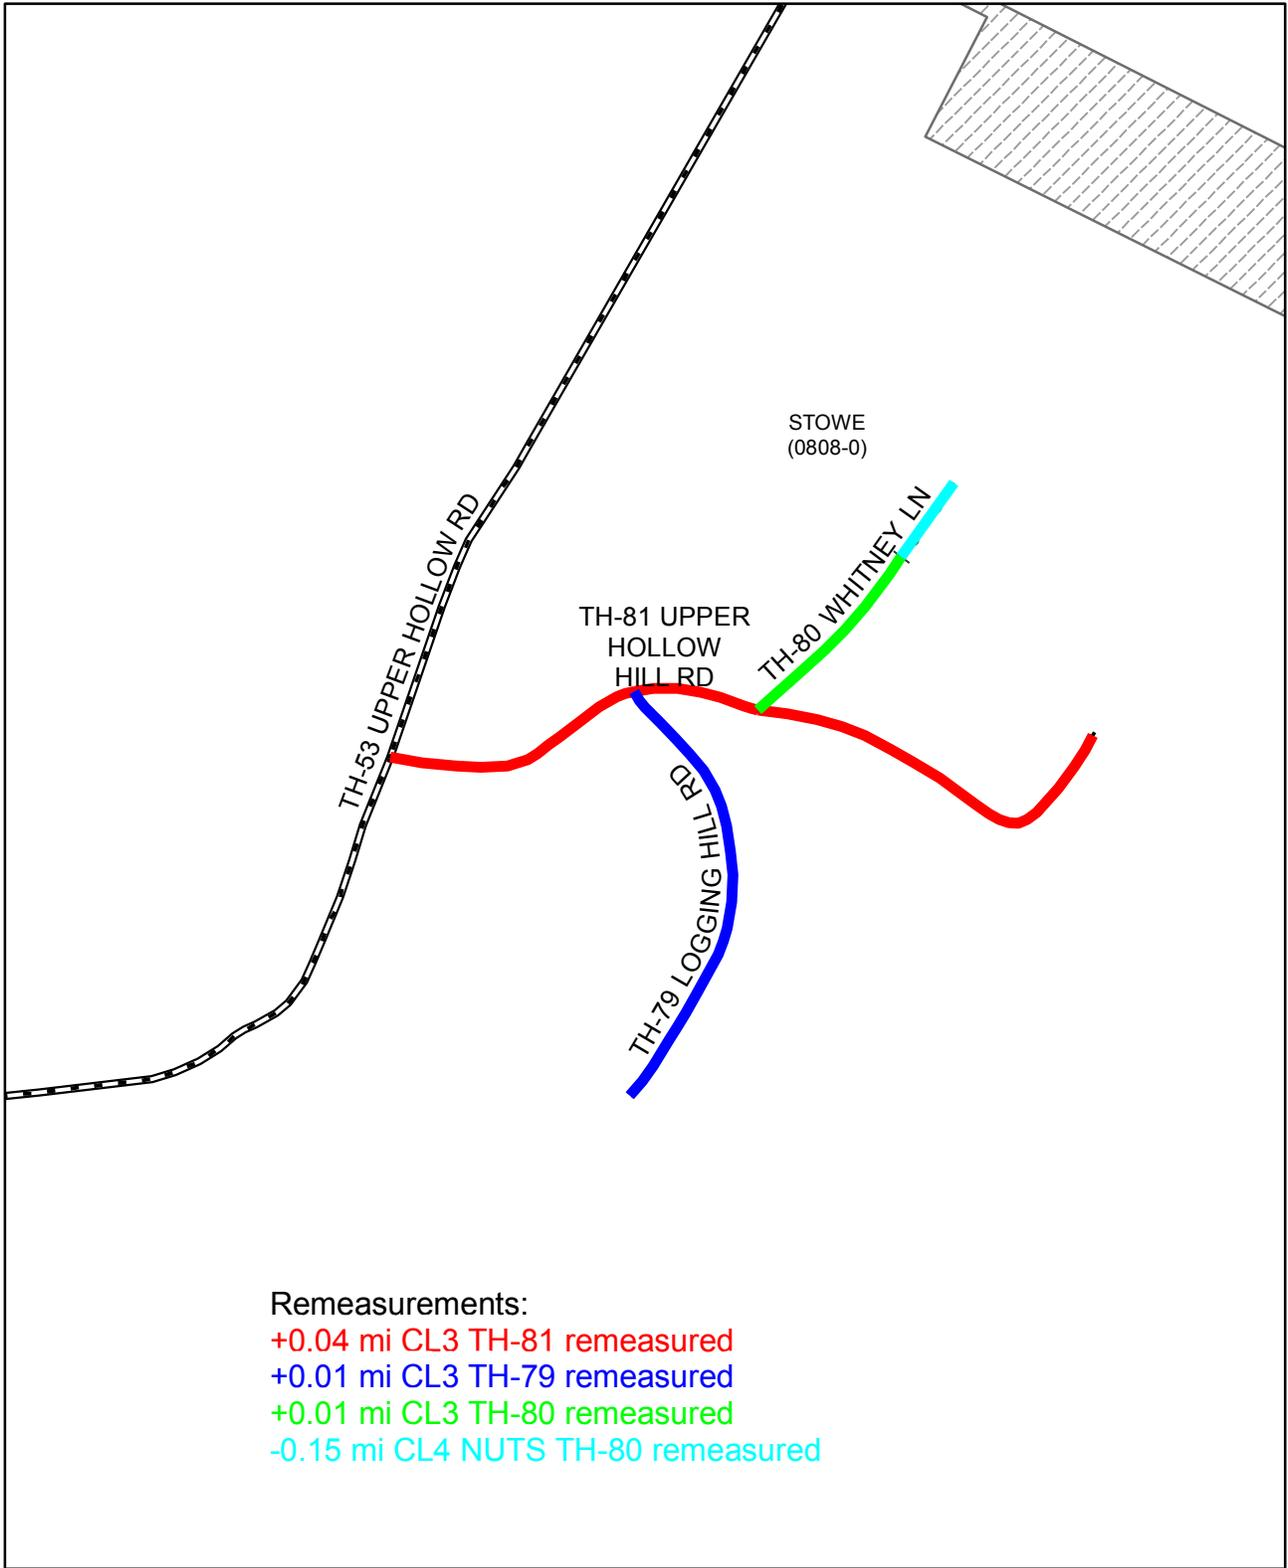 STOWE
(0808-0)
TH-53 UPPER HOLLOW RD
TH-80 WHITNEY LN
TH-81 UPPER
HOLLOW
HILL RD
TH-79 LOGGING HILL RD
Remeasurements:
+0.04 mi CL3 TH-81 remeasured
+0.01 mi CL3 TH-79 remeasured
+0.01 mi CL3 TH-80 remeasured
-0.15 mi CL4 NUTS TH-80 remeasured